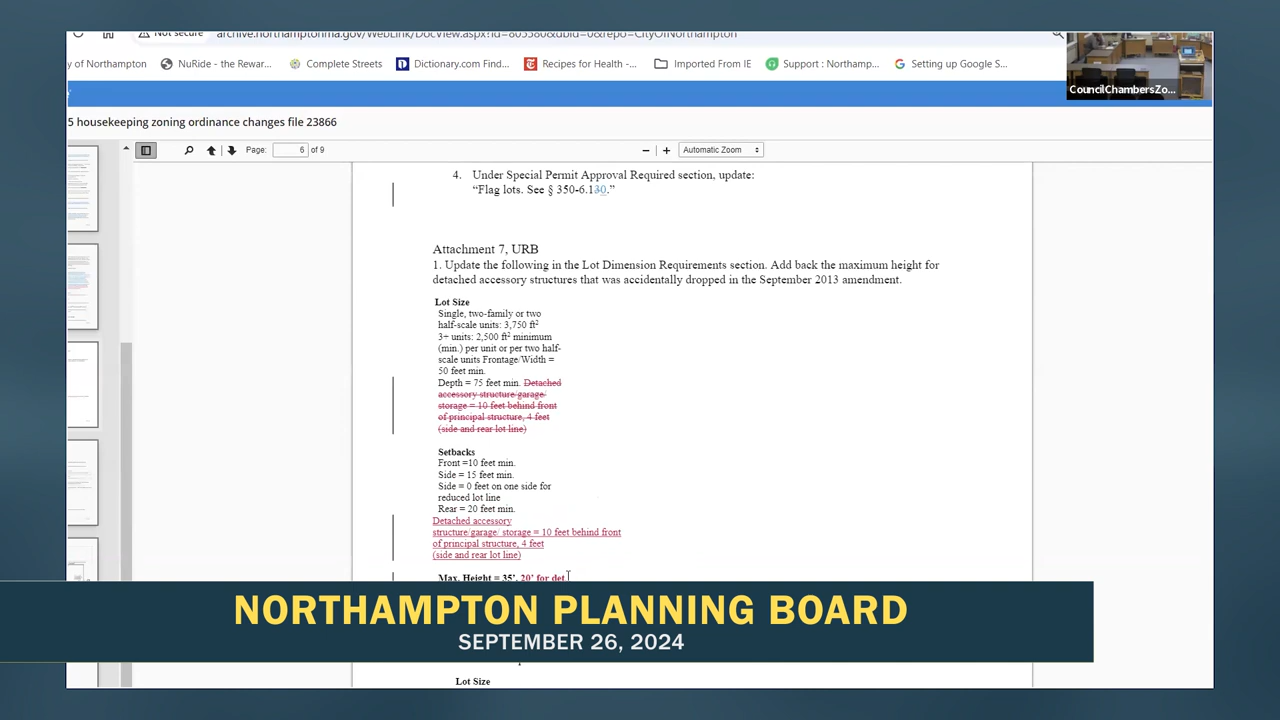 Not secure archive.northamptonma.gov/WebLink/DocView.aspx?id=805580&dbid=0&repo=CityOfNorthampton
y of Northampton NuRide - the Rewar... Complete Streets Dictionary.com Find... Recipes for Health -... Imported From IE Support : Northamp... Setting up Google S...
CouncilChambersZo...
5 housekeeping zoning ordinance changes file 23866
Page: 6 of 9 Automatic Zoom
4. Under Special Permit Approval Required section, update:
“Flag lots. See § 350-6.130.”
Attachment 7, URB
1. Update the following in the Lot Dimension Requirements section. Add back the maximum height for
detached accessory structures that was accidentally dropped in the September 2013 amendment.
Lot Size
Single, two-family or two
half-scale units: 3,750 ft²
3+ units: 2,500 ft² minimum
(min.) per unit or per two half-
scale units Frontage/Width =
50 feet min.
Depth = 75 feet min. Detached
accessory structure/garage/
storage = 10 feet behind front
of principal structure, 4 feet
(side and rear lot line)
Setbacks
Front =10 feet min.
Side = 15 feet min.
Side = 0 feet on one side for
reduced lot line
Rear = 20 feet min.
Detached accessory
structure/garage/ storage = 10 feet behind front
of principal structure, 4 feet
(side and rear lot line)
Max. Height = 35', 20' for det.
NORTHAMPTON PLANNING BOARD
SEPTEMBER 26, 2024
Lot Size